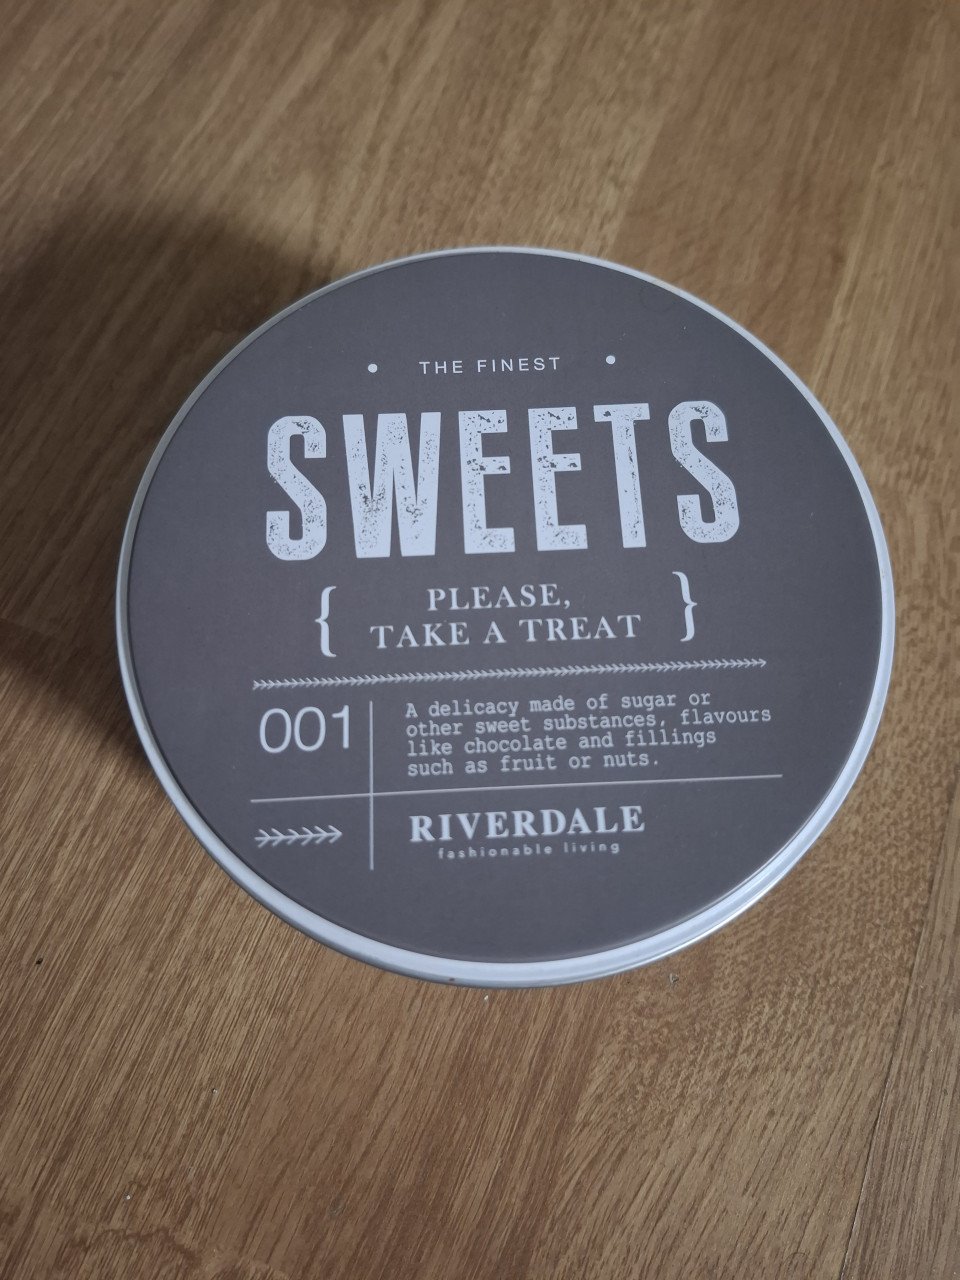 THE FINEST
SWEETS
{ PLEASE,
TAKE A TREAT }
001
A delicacy made of sugar or
other sweet substances, flavours
like chocolate and fillings
such as fruit or nuts.
RIVERDALE
fashionable living